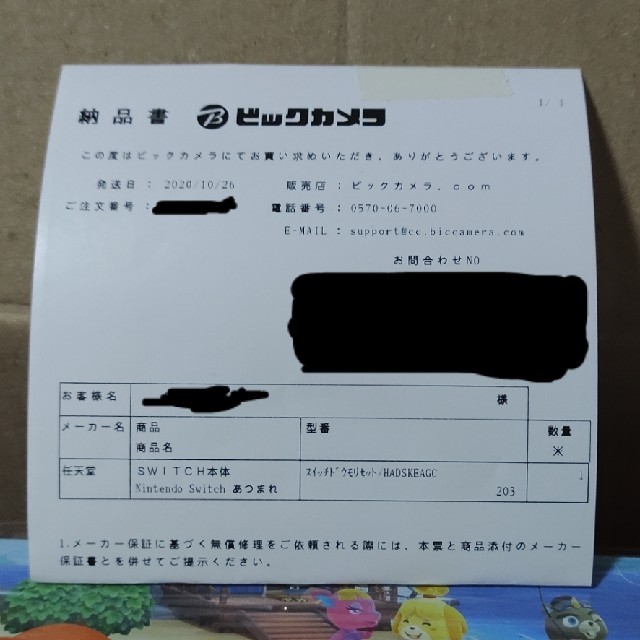 1/ 1
納品書 ビックカメラ
この度はビックカメラにてお買い求めいただき、ありがとうございます。
発送日 : 2020/10/26 販売店 : ビックカメラ.com
ご注文番号 : 電話番号 : 0570-06-7000
E-MAIL : support@cc.biccamera.com
お問合わせNO
お客様名 様
メーカー名 商品 型番 数量
商品名 ※
任天堂 SWITCH本体 スイッチドウモリセット/HADSKEAGC 1
Nintendo Switch あつまれ 203
1.メーカー保証に基づく無償修理をご依頼される際には、本票と商品添付のメーカー
保証書とを併せてご提示ください。